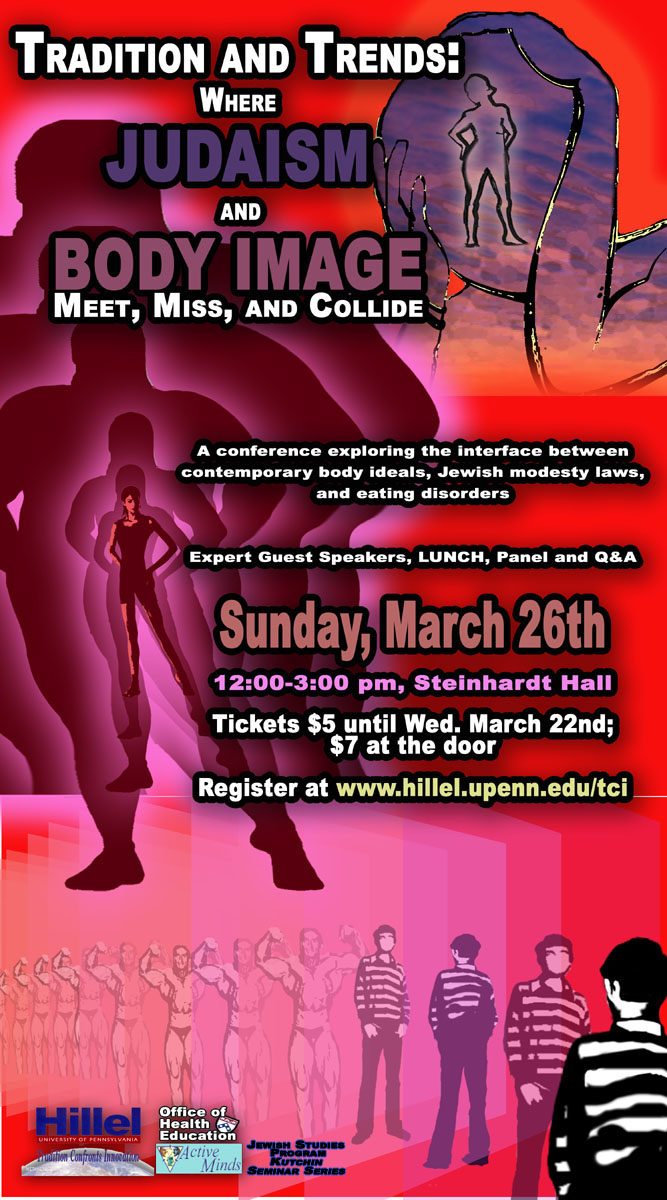 TRADITION AND TRENDS:
WHERE
JUDAISM
AND
BODY IMAGE
MEET, MISS, AND COLLIDE
A conference exploring the interface between
contemporary body ideals, Jewish modesty laws,
and eating disorders
Expert Guest Speakers, LUNCH, Panel and Q&A
Sunday, March 26th
12:00-3:00 pm, Steinhardt Hall
Tickets $5 until Wed. March 22nd;
$7 at the door
Register at www.hillel.upenn.edu/tci
Hillel
UNIVERSITY OF PENNSYLVANIA
Tradition Confronts Innovation
Office of
Health
Education
Active
Minds
JEWISH STUDIES
PROGRAM
KUTCHIN
SEMINAR SERIES